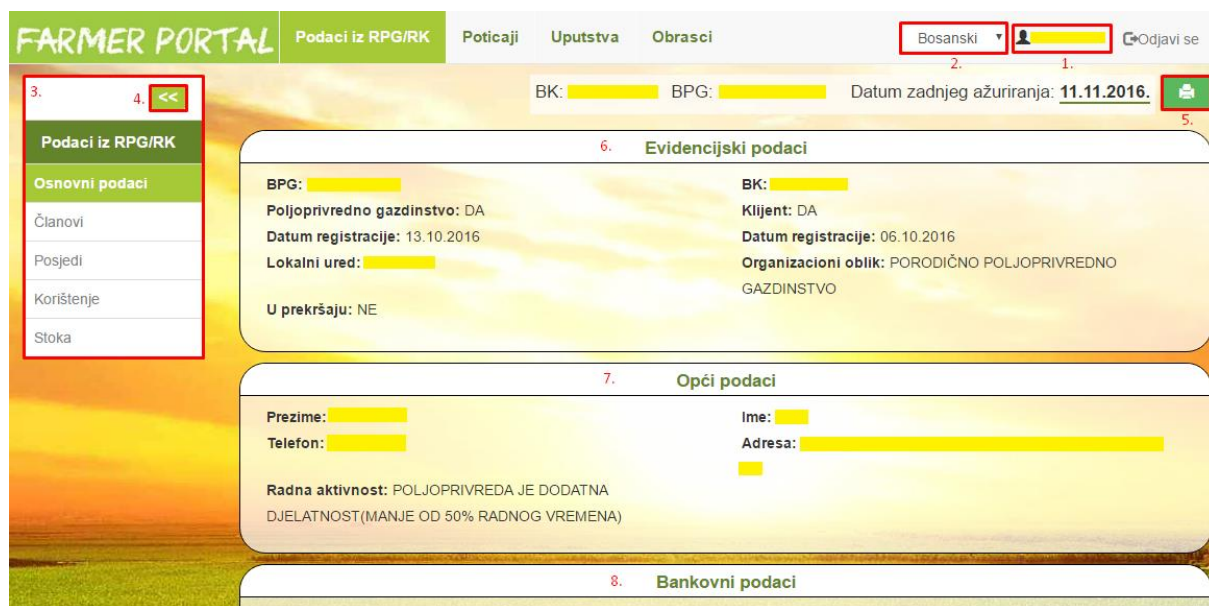 FARMER PORTAL Podaci iz RPG/RK Poticaji Uputstva Obrasci Bosanski Odjavi se
2. 1.
3. 4. << BK: BPG: Datum zadnjeg ažuriranja: 11.11.2016.
5.
Podaci iz RPG/RK
Osnovni podaci
Članovi
Posjedi
Korištenje
Stoka
6. Evidencijski podaci
BPG:
Poljoprivredno gazdinstvo: DA
Datum registracije: 13.10.2016
Lokalni ured:
U prekršaju: NE
BK:
Klijent: DA
Datum registracije: 06.10.2016
Organizacioni oblik: PORODIČNO POLJOPRIVREDNO
GAZDINSTVO
7. Opći podaci
Prezime:
Telefon:
Radna aktivnost: POLJOPRIVREDA JE DODATNA
DJELATNOST(MANJE OD 50% RADNOG VREMENA)
Ime:
Adresa:
8. Bankovni podaci